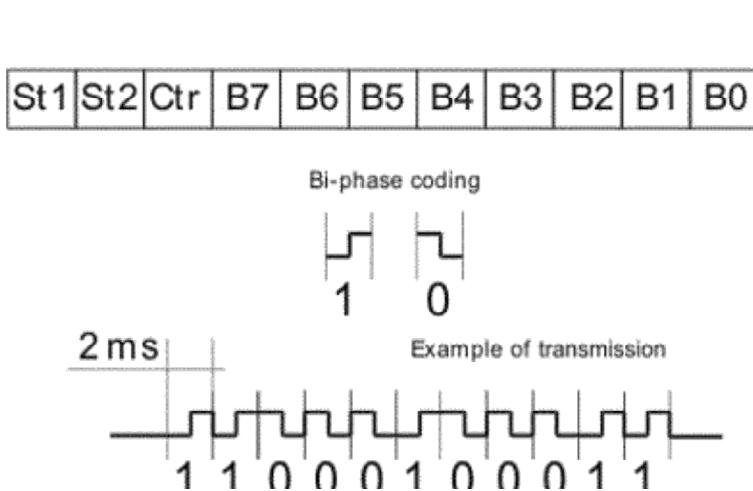 St1 St2 Ctr B7 B6 B5 B4 B3 B2 B1 B0
Bi-phase coding
1 0
2 ms
Example of transmission
1 1 0 0 0 1 0 0 0 1 1